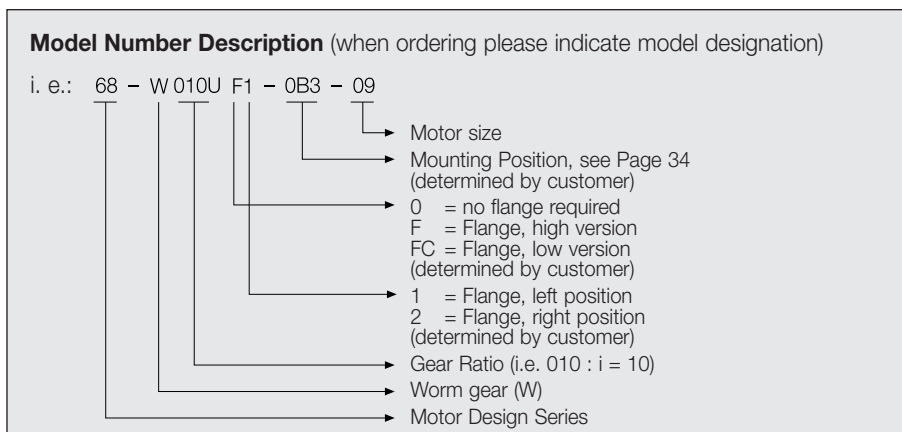 Model Number Description (when ordering please indicate model designation)
i. e.: 68 - W 010U F1 - 0B3 - 09
Motor size
Mounting Position, see Page 34
(determined by customer)
0 = no flange required
F = Flange, high version
FC = Flange, low version
(determined by customer)
1 = Flange, left position
2 = Flange, right position
(determined by customer)
Gear Ratio (i.e. 010 : i = 10)
Worm gear (W)
Motor Design Series